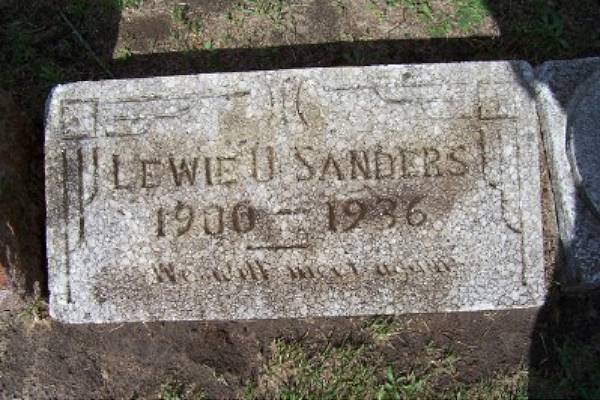 LEWIE U SANDERS
1900 – 1936
We will meet again